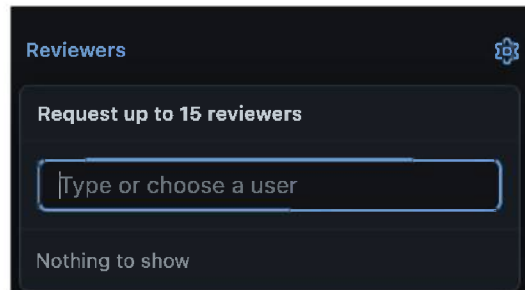 Reviewers
Request up to 15 reviewers
Type or choose a user
Nothing to show